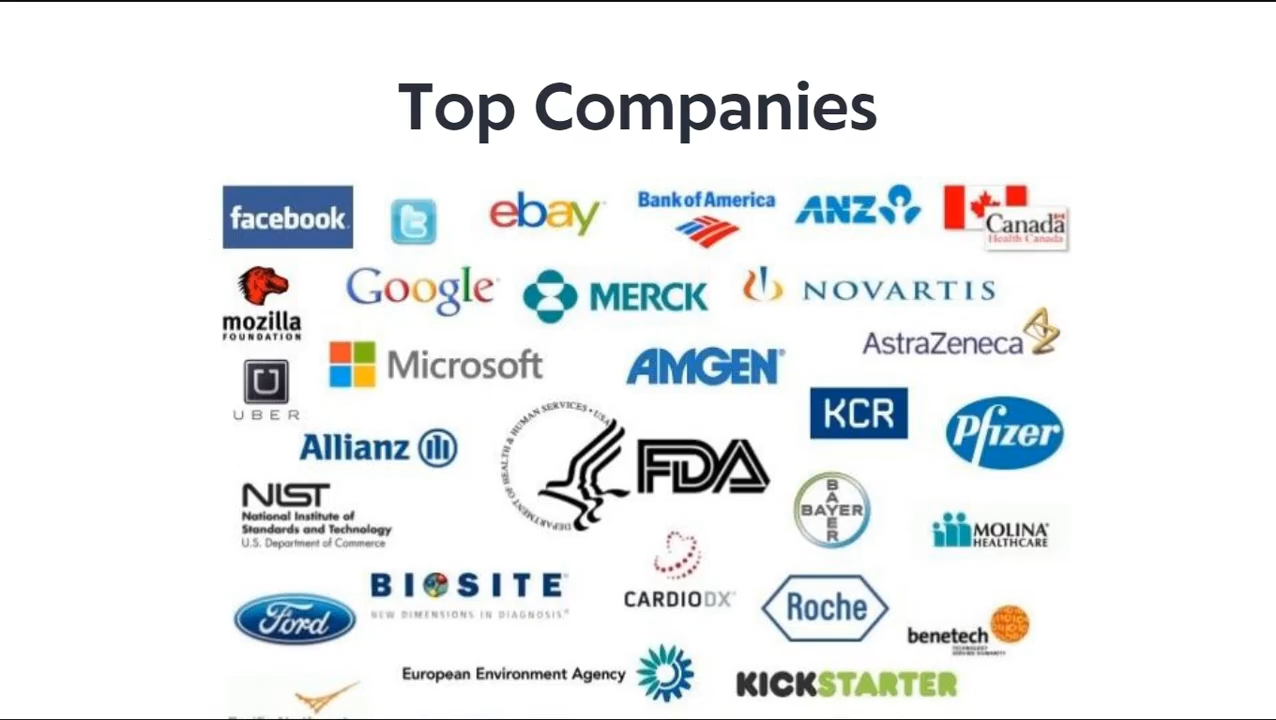 Top Companies
facebook
ebay
Bank of America
ANZ
Canada
Health Canada
mozilla
FOUNDATION
Google
MERCK
NOVARTIS
AstraZeneca
Microsoft
AMGEN
UBER
KCR
Pfizer
Allianz
DEPARTMENT OF HEALTH & HUMAN SERVICES • USA
FDA
NIST
National Institute of
Standards and Technology
U.S. Department of Commerce
BAYER
BAYER
MOLINA
HEALTHCARE
BIOSITE
NEW DIMENSIONS IN DIAGNOSIS
CARDIODX
Roche
Ford
benetech
European Environment Agency
KICKSTARTER